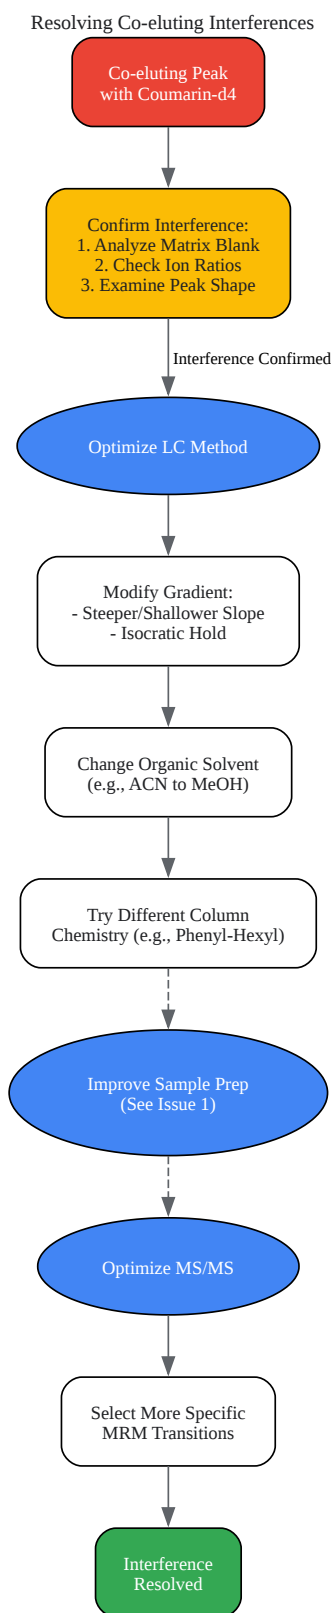 Resolving Co-eluting Interferences
Co-eluting Peak
with Coumarin-d4
Confirm Interference:
1. Analyze Matrix Blank
2. Check Ion Ratios
3. Examine Peak Shape
Interference Confirmed
Optimize LC Method
Modify Gradient:
- Steeper/Shallower Slope
- Isocratic Hold
Change Organic Solvent
(e.g., ACN to MeOH)
Try Different Column
Chemistry (e.g., Phenyl-Hexyl)
Improve Sample Prep
(See Issue 1)
Optimize MS/MS
Select More Specific
MRM Transitions
Interference
Resolved